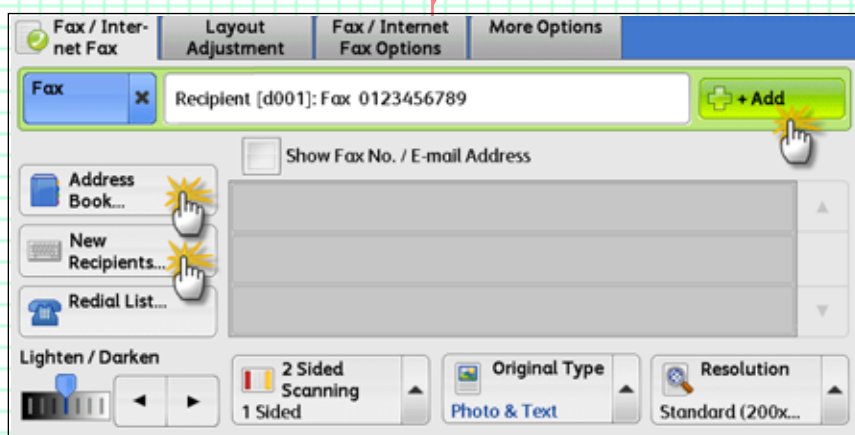 Fax / Inter-
net Fax
Layout
Adjustment
Fax / Internet
Fax Options
More Options
Fax
Recipient [d001]: Fax 0123456789
+ Add
Show Fax No. / E-mail Address
Address
Book...
New
Recipients...
Redial List...
Lighten / Darken
2 Sided
Scanning
1 Sided
Original Type
Photo & Text
Resolution
Standard (200x...